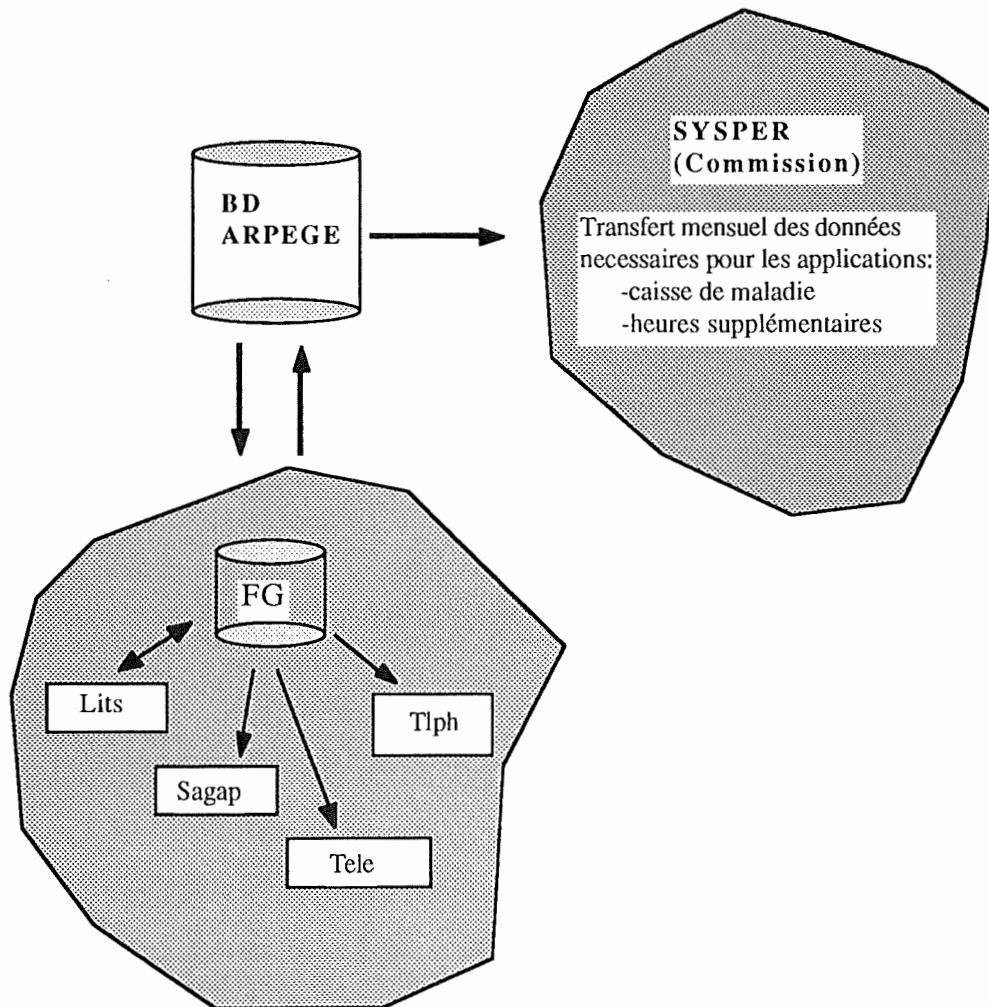 SYSPER
(Commission)
BD
ARPEGE
Transfert mensuel des données
necessaires pour les applications:
-caisse de maladie
-heures supplémentaires
FG
Lits
Tlph
Sagap
Tele